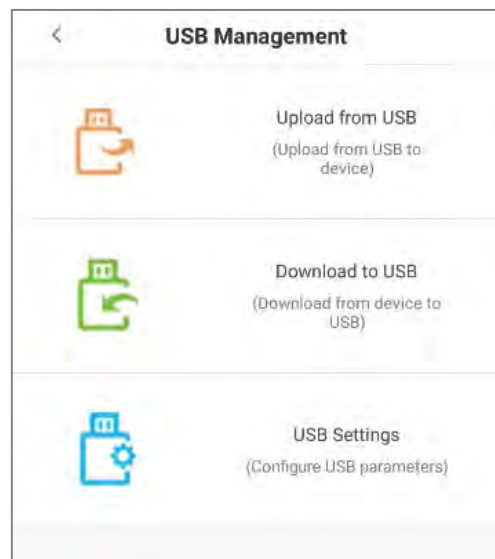 USB Management
Upload from USB
(Upload from USB to
device)
Download to USB
(Download from device to
USB)
USB Settings
(Configure USB parameters)